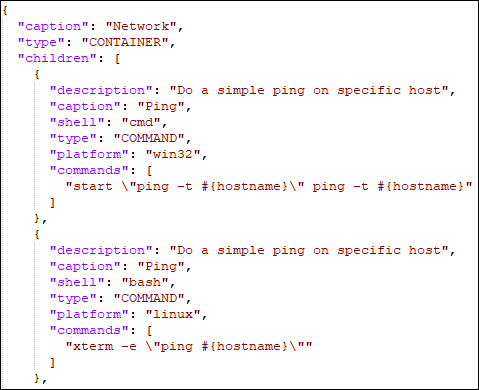 {
  "caption": "Network",
  "type": "CONTAINER",
  "children": [
    {
      "description": "Do a simple ping on specific host",
      "caption": "Ping",
      "shell": "cmd",
      "type": "COMMAND",
      "platform": "win32",
      "commands": [
        "start \"ping -t #{hostname}\" ping -t #{hostname}"
      ]
    },
    {
      "description": "Do a simple ping on specific host",
      "caption": "Ping",
      "shell": "bash",
      "type": "COMMAND",
      "platform": "linux",
      "commands": [
        "xterm -e \"ping #{hostname}\""
      ]
    },